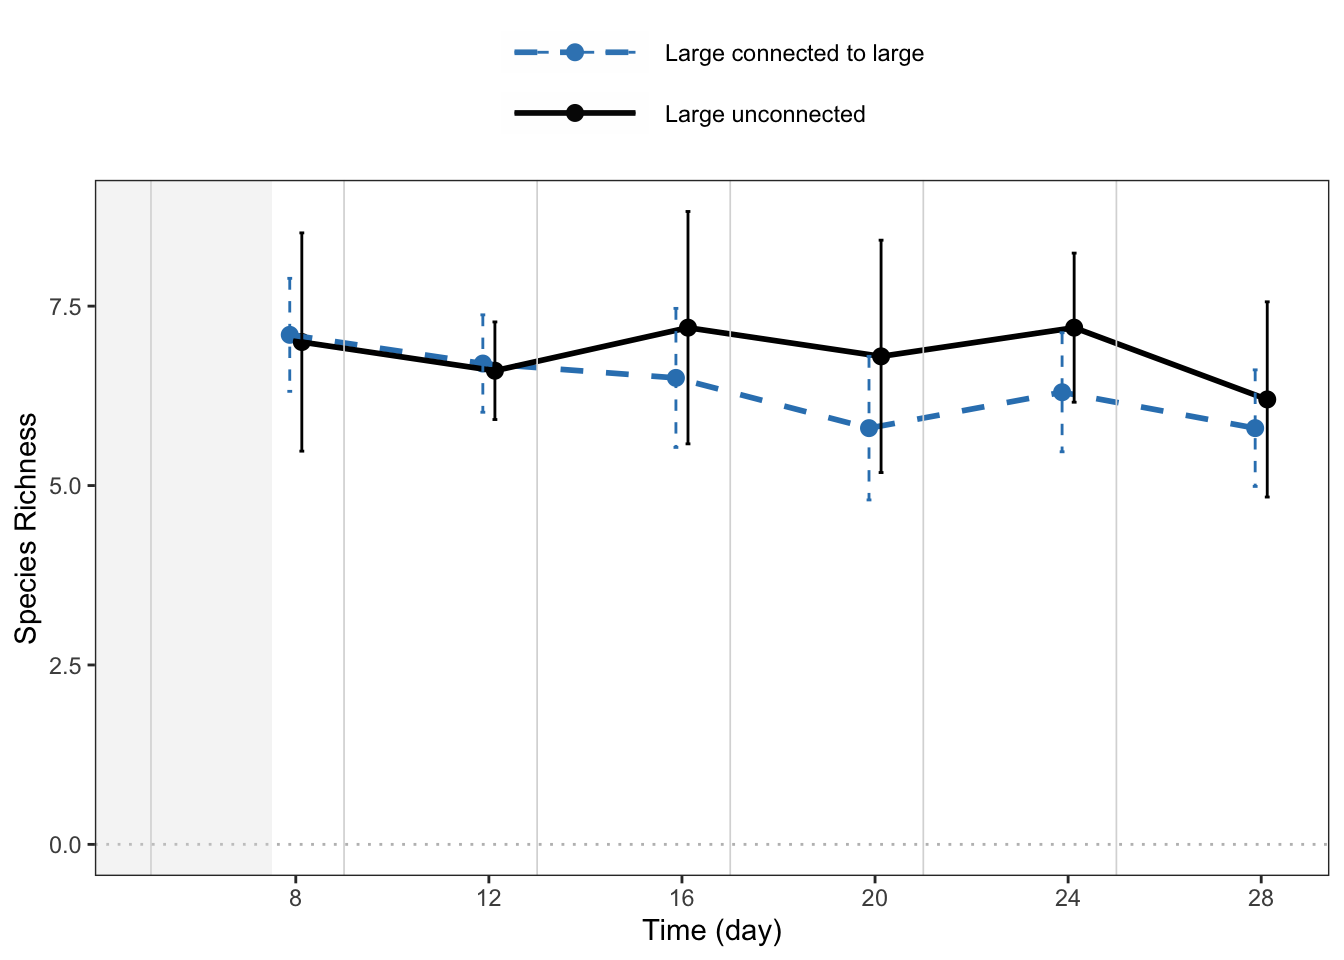 Large connected to large
Large unconnected
7.5
5.0
2.5
0.0
Species Richness
8 12 16 20 24 28
Time (day)